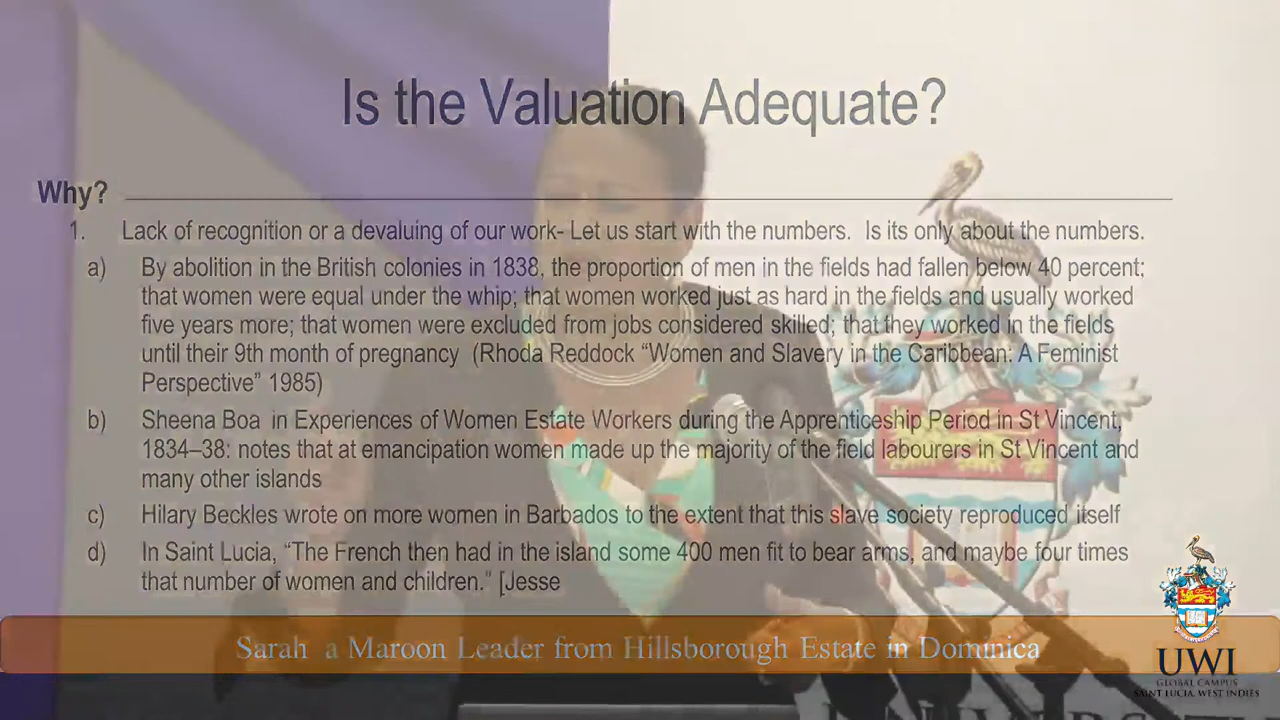 Is the Valuation Adequate?
Why?
1. Lack of recognition or a devaluing of our work- Let us start with the numbers. Is its only about the numbers.
a) By abolition in the British colonies in 1838, the proportion of men in the fields had fallen below 40 percent;
that women were equal under the whip; that women worked just as hard in the fields and usually worked
five years more; that women were excluded from jobs considered skilled; that they worked in the fields
until their 9th month of pregnancy (Rhoda Reddock “Women and Slavery in the Caribbean: A Feminist
Perspective” 1985)
b) Sheena Boa in Experiences of Women Estate Workers during the Apprenticeship Period in St Vincent,
1834–38: notes that at emancipation women made up the majority of the field labourers in St Vincent and
many other islands
c) Hilary Beckles wrote on more women in Barbados to the extent that this slave society reproduced itself
d) In Saint Lucia, “The French then had in the island some 400 men fit to bear arms, and maybe four times
that number of women and children.” [Jesse
Sarah a Maroon Leader from Hillsborough Estate in Dominica
UWI
GLOBAL CAMPUS
SAINT LUCIA, WEST INDIES